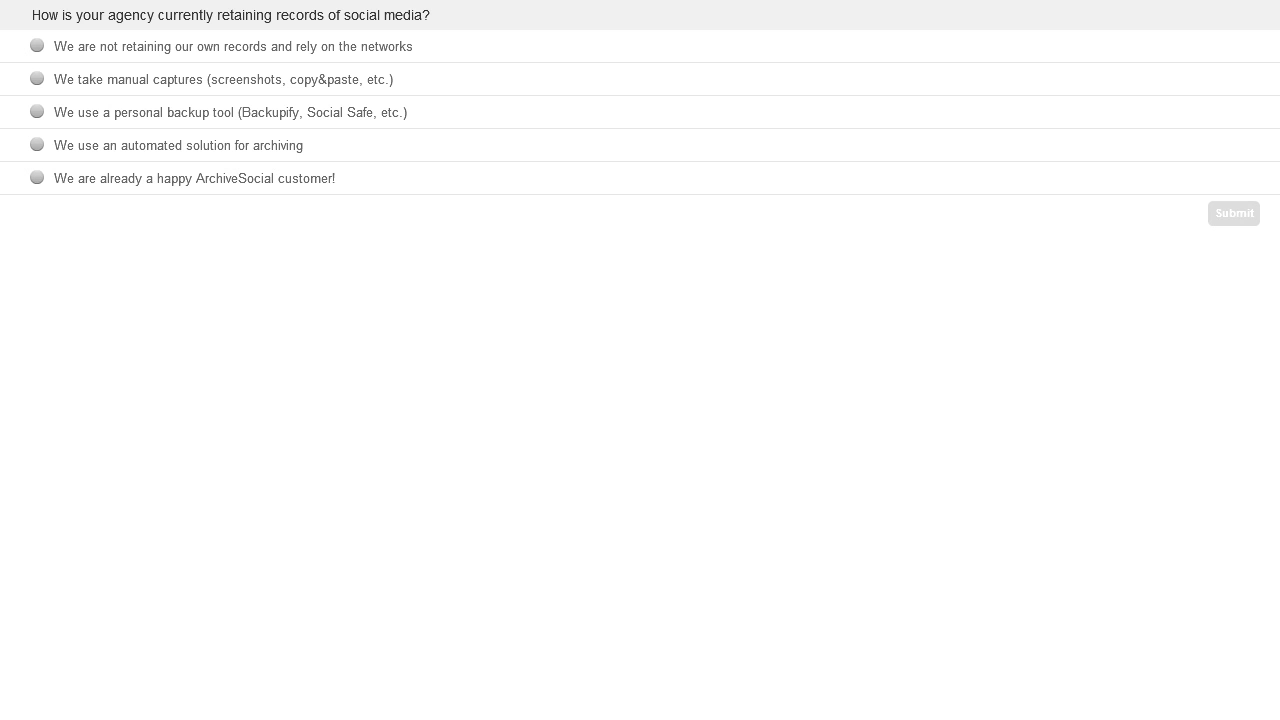 How is your agency currently retaining records of social media?
We are not retaining our own records and rely on the networks
We take manual captures (screenshots, copy&paste, etc.)
We use a personal backup tool (Backupify, Social Safe, etc.)
We use an automated solution for archiving
We are already a happy ArchiveSocial customer!
Submit